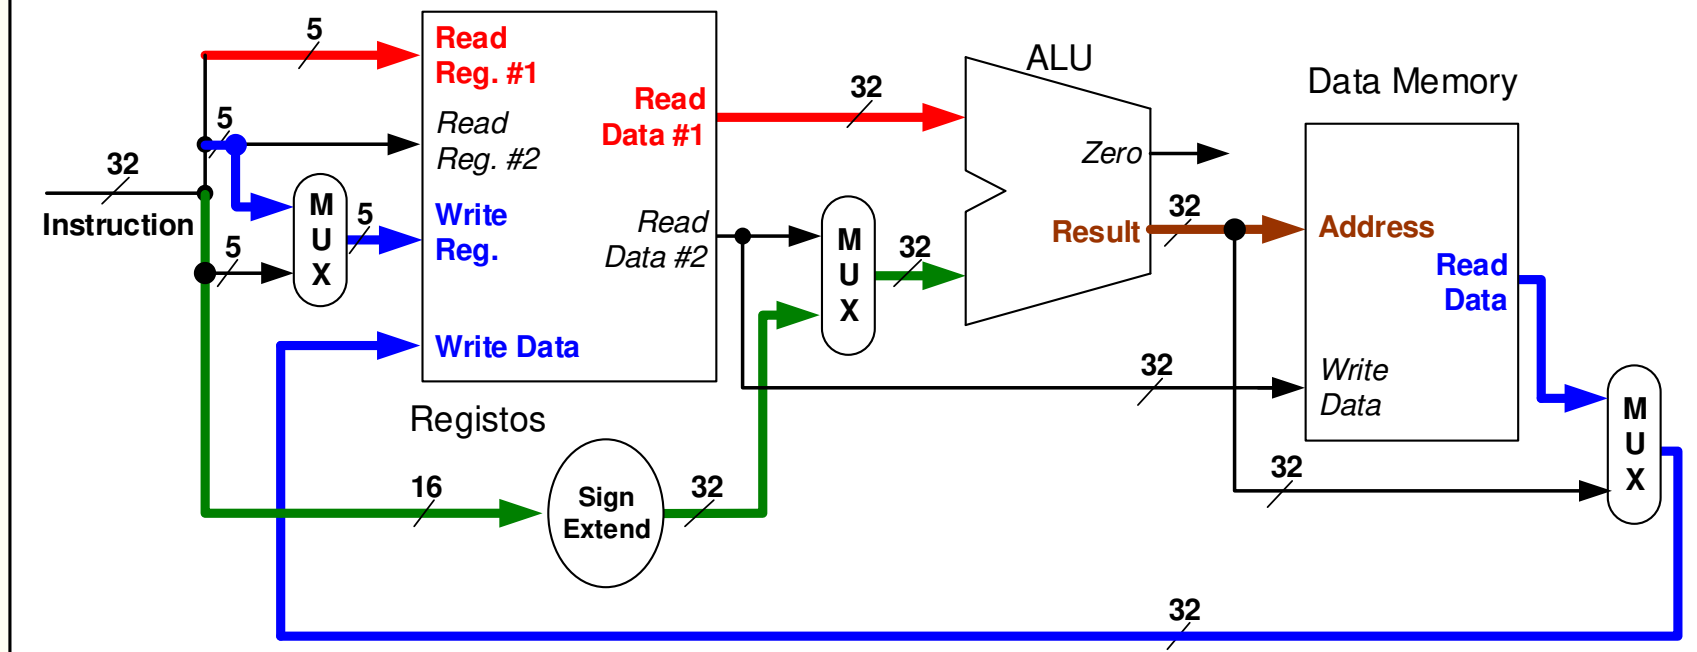 5
Read
Reg. #1
5
Read
Reg. #2
32
Instruction
M
U
X
5
Write
Reg.
5
Write Data
Registos
Read
Data #1
Read
Data #2
32
M
U
X
32
ALU
Zero
Result
32
Data Memory
Address
Read
Data
Write
Data
32
M
U
X
32
16
Sign
Extend
32
32